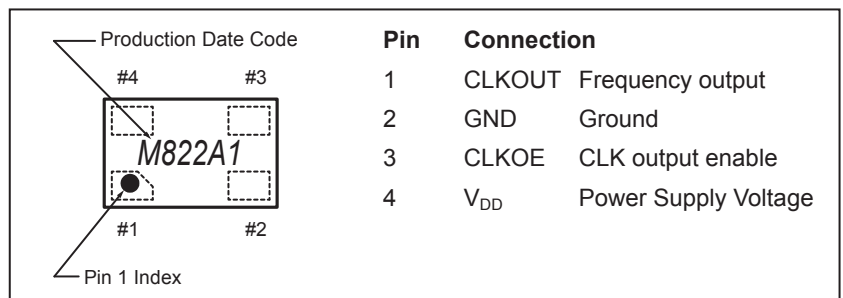 Production Date Code
#4 #3
M822A1
#1 #2
Pin 1 Index
Pin Connection
1 CLKOUT Frequency output
2 GND Ground
3 CLKOE CLK output enable
4 VDD Power Supply Voltage